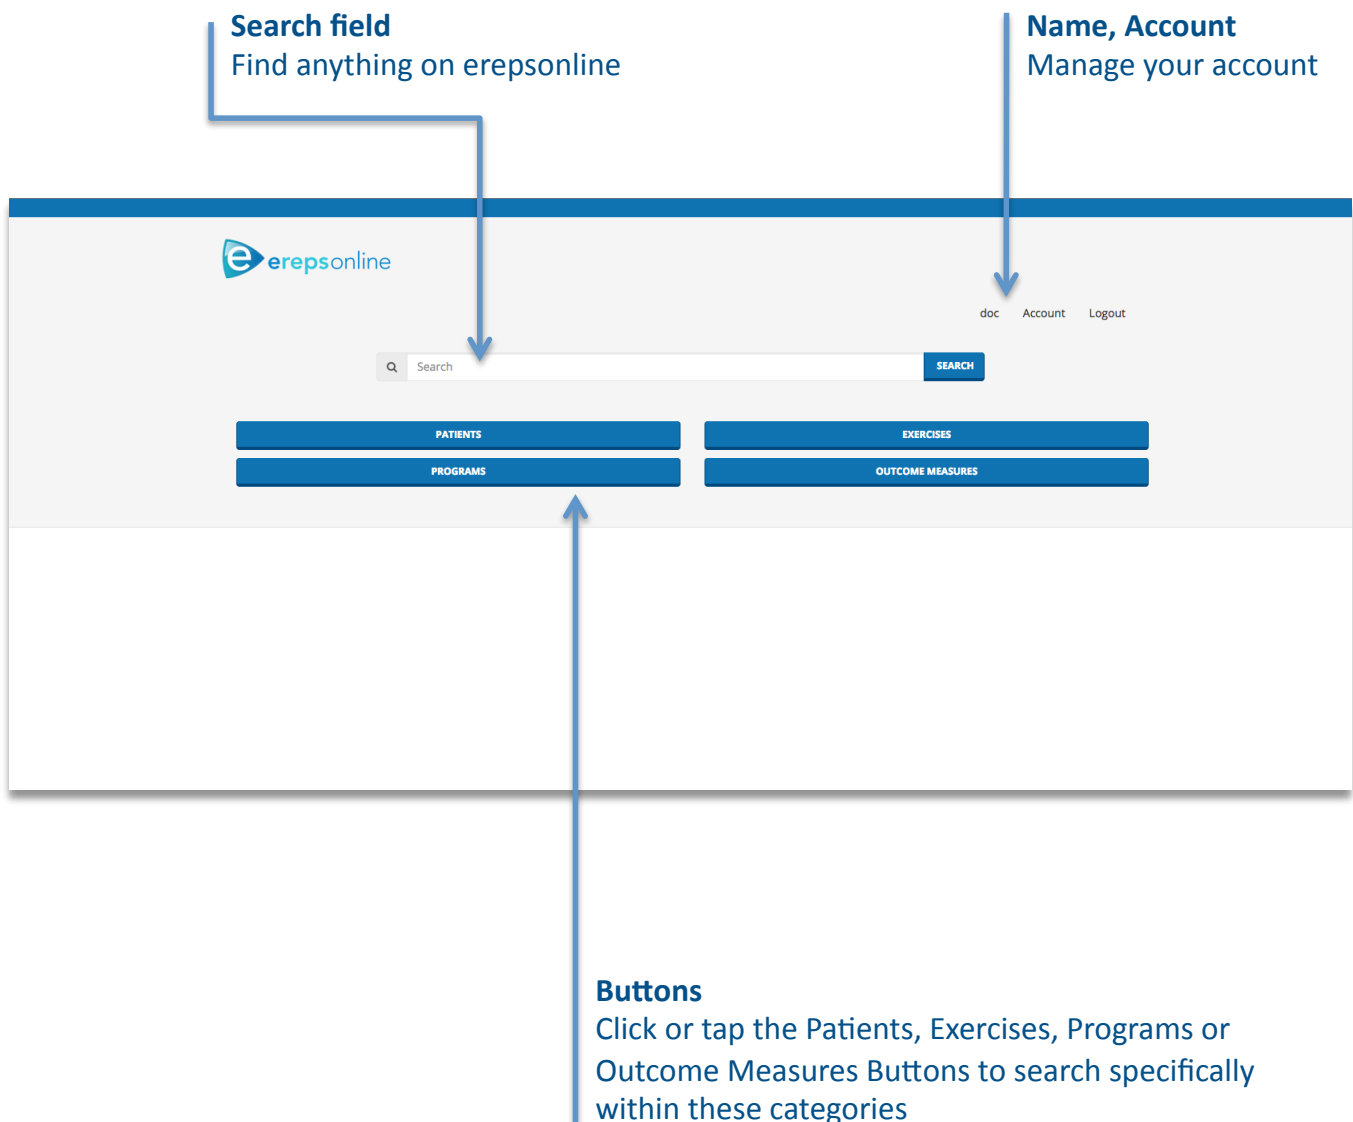 Search field
Find anything on erepsonline
Name, Account
Manage your account
e erepsonline
doc Account Logout
Search SEARCH
PATIENTS EXERCISES
PROGRAMS OUTCOME MEASURES
Buttons
Click or tap the Patients, Exercises, Programs or
Outcome Measures Buttons to search specifically
within these categories